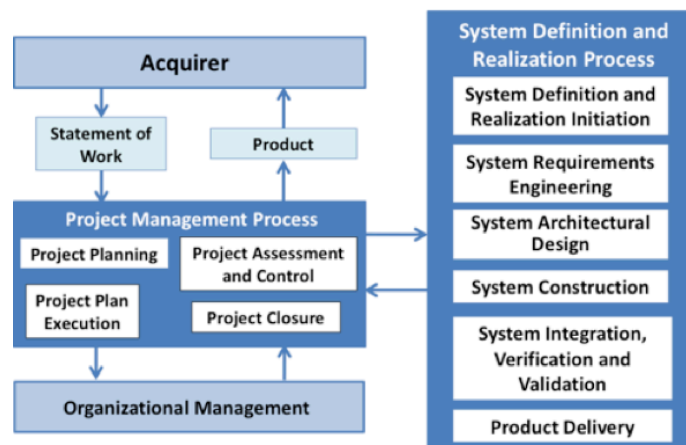 Acquirer
Statement of
Work
Product
Project Management Process
Project Planning
Project Assessment
and Control
Project Plan
Execution
Project Closure
Organizational Management
System Definition and
Realization Process
System Definition and
Realization Initiation
System Requirements
Engineering
System Architectural
Design
System Construction
System Integration,
Verification and
Validation
Product Delivery